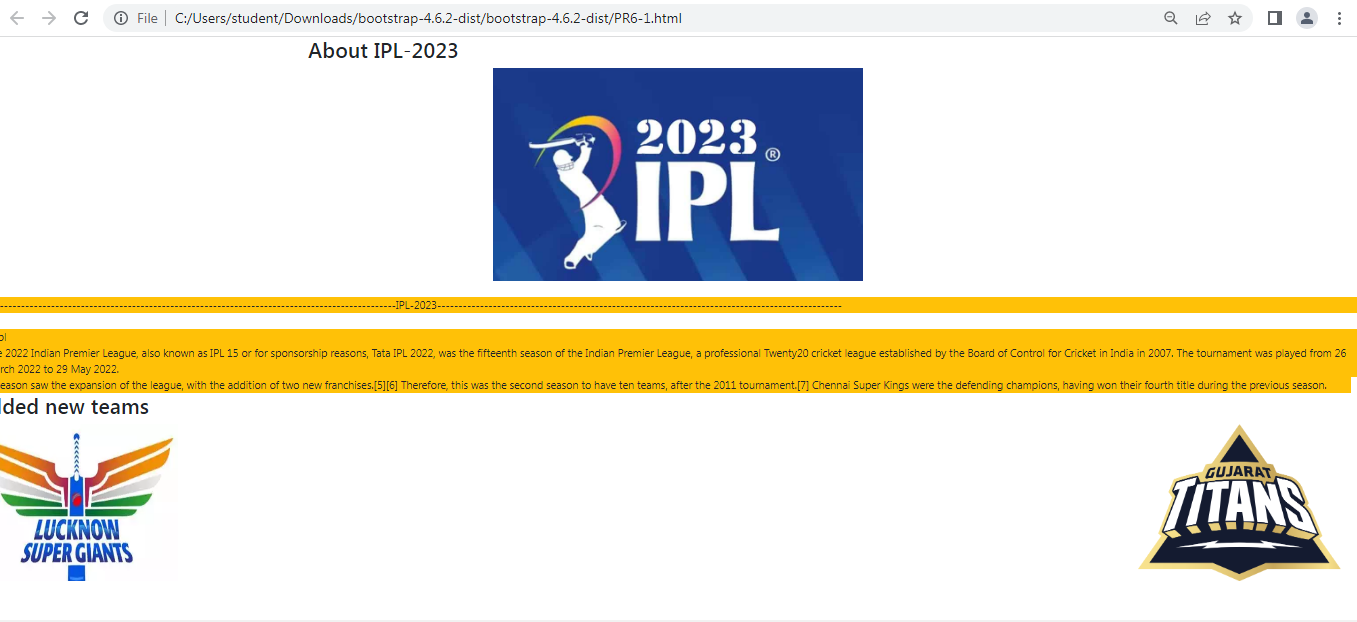 File | C:/Users/student/Downloads/bootstrap-4.6.2-dist/bootstrap-4.6.2-dist/PR6-1.html
About IPL-2023
2023
IPL®
--------------------------------------------------------------------------------------------IPL-2023---------------------------------------------------------------------------------------------
ol
e 2022 Indian Premier League, also known as IPL 15 or for sponsorship reasons, Tata IPL 2022, was the fifteenth season of the Indian Premier League, a professional Twenty20 cricket league established by the Board of Control for Cricket in India in 2007. The tournament was played from 26
rch 2022 to 29 May 2022.
eason saw the expansion of the league, with the addition of two new franchises.[5][6] Therefore, this was the second season to have ten teams, after the 2011 tournament.[7] Chennai Super Kings were the defending champions, having won their fourth title during the previous season.
dded new teams
LUCKNOW
SUPER GIANTS
GUJARAT
TITANS